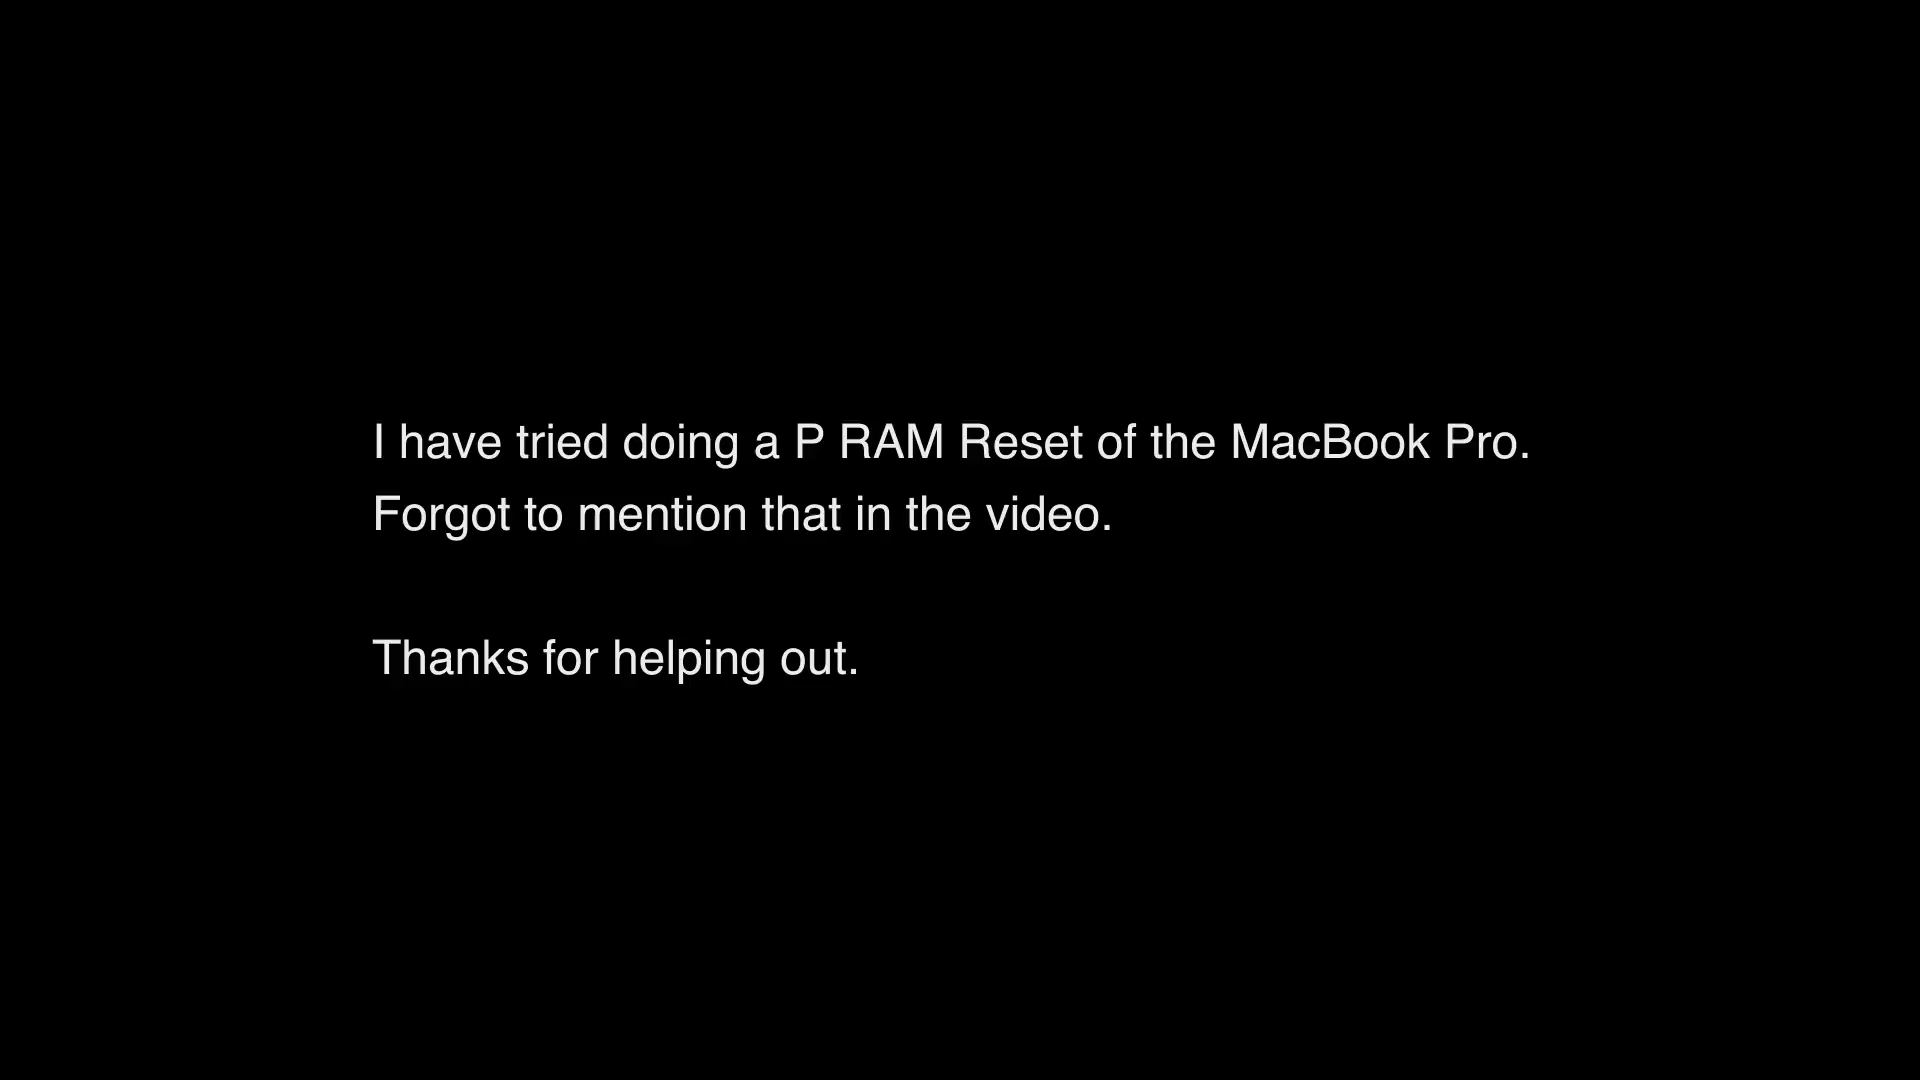 I have tried doing a P RAM Reset of the MacBook Pro.
Forgot to mention that in the video.
Thanks for helping out.